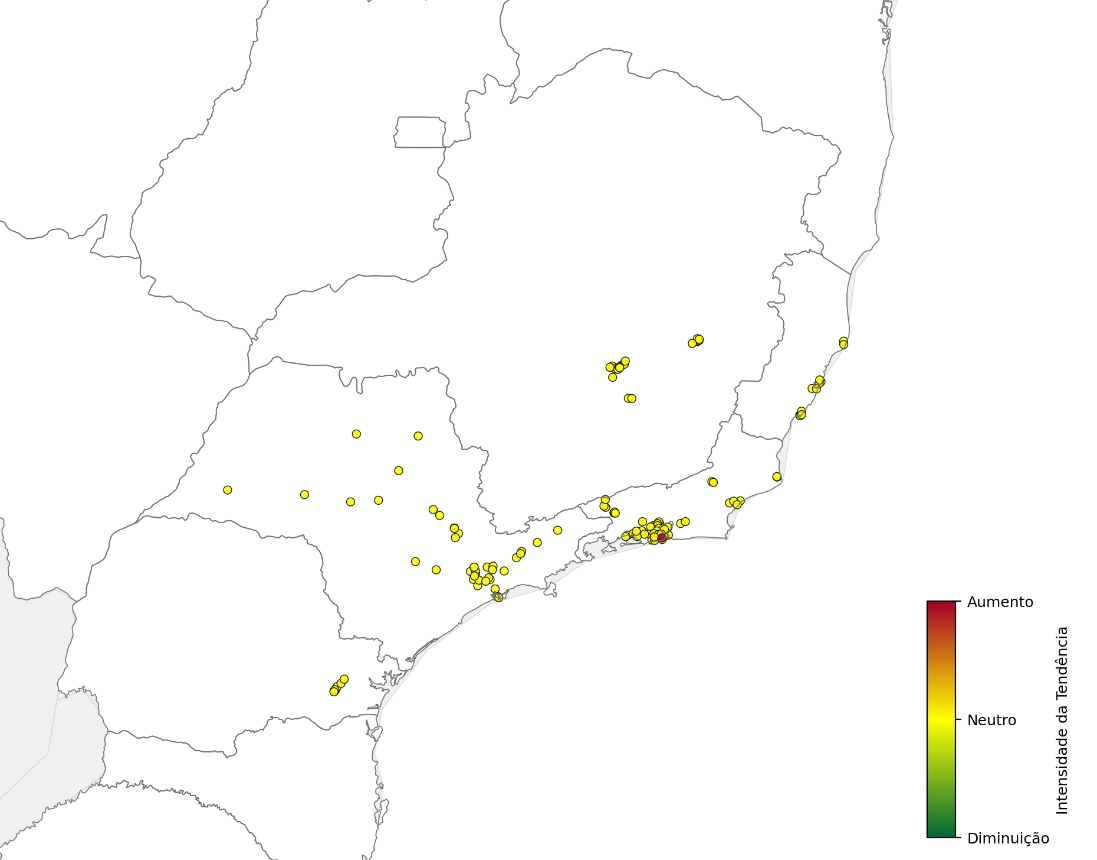 Aumento
Neutro
Diminuição
Intensidade da Tendência